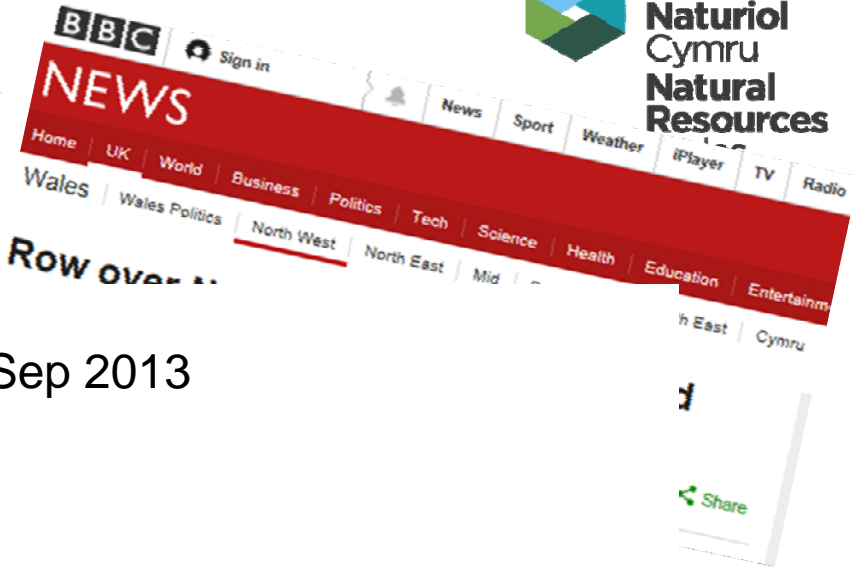 Naturiol
Cymru
Natural
Resources
BBC Sign in
News Sport Weather iPlayer TV Radio
NEWS
Home UK World Business Politics Tech Science Health Education
Wales Wales Politics North West North East Mid
East Cymru
Row over
Sep 2013
Share